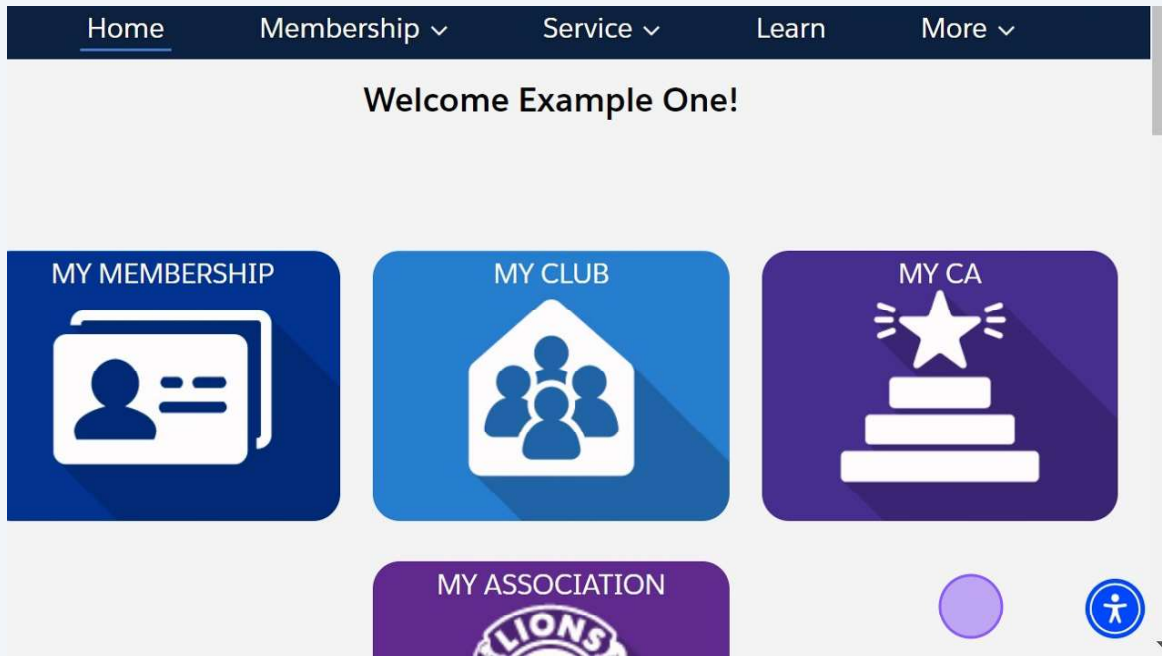 Home Membership Service Learn More
Welcome Example One!
MY MEMBERSHIP MY CLUB MY CA
MY ASSOCIATION
LIONS